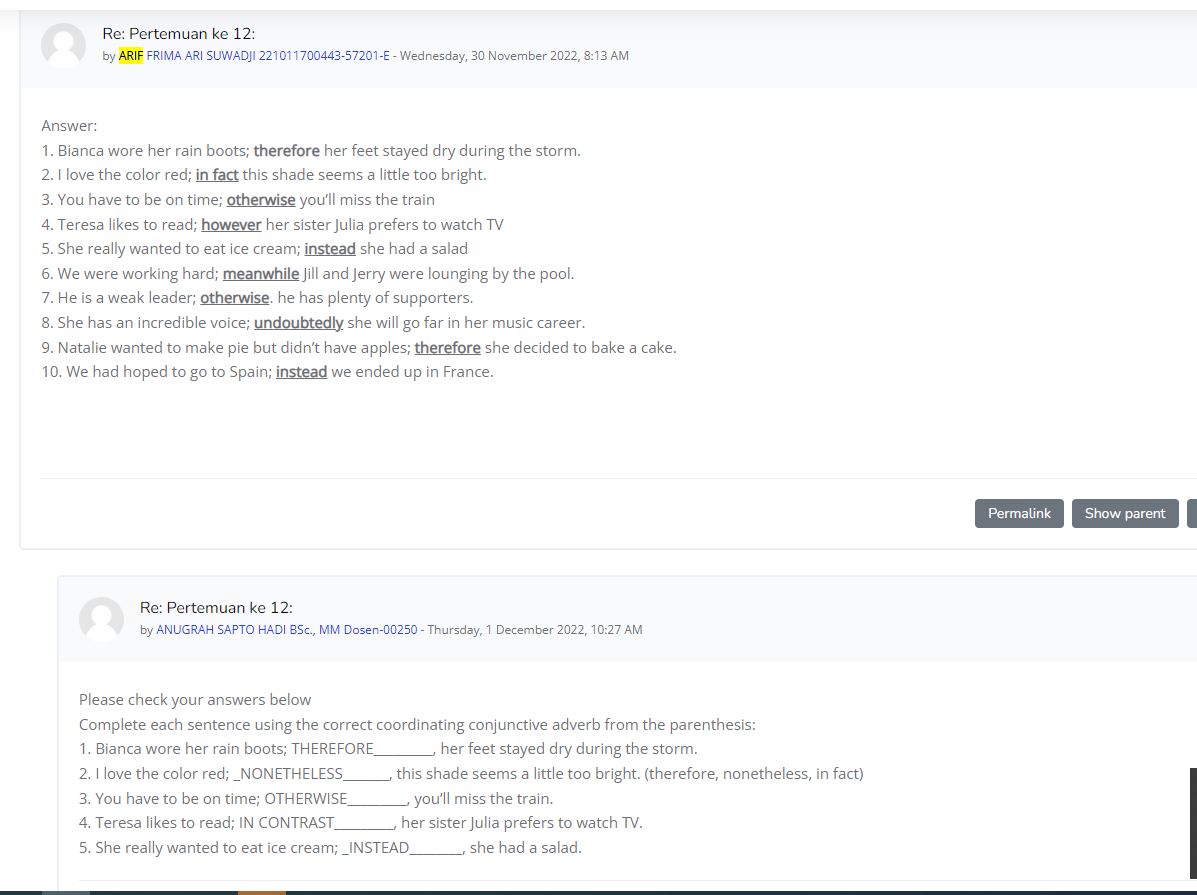 Re: Pertemuan ke 12:
by ARIF FRIMA ARI SUWADJI 221011700443-57201-E - Wednesday, 30 November 2022, 8:13 AM
Answer:
1. Bianca wore her rain boots; therefore her feet stayed dry during the storm.
2. I love the color red; in fact this shade seems a little too bright.
3. You have to be on time; otherwise you’ll miss the train
4. Teresa likes to read; however her sister Julia prefers to watch TV
5. She really wanted to eat ice cream; instead she had a salad
6. We were working hard; meanwhile Jill and Jerry were lounging by the pool.
7. He is a weak leader; otherwise. he has plenty of supporters.
8. She has an incredible voice; undoubtedly she will go far in her music career.
9. Natalie wanted to make pie but didn’t have apples; therefore she decided to bake a cake.
10. We had hoped to go to Spain; instead we ended up in France.
Permalink Show parent
Re: Pertemuan ke 12:
by ANUGRAH SAPTO HADI BSc., MM Dosen-00250 - Thursday, 1 December 2022, 10:27 AM
Please check your answers below
Complete each sentence using the correct coordinating conjunctive adverb from the parenthesis:
1. Bianca wore her rain boots; THEREFORE_________, her feet stayed dry during the storm.
2. I love the color red; _NONETHELESS_______, this shade seems a little too bright. (therefore, nonetheless, in fact)
3. You have to be on time; OTHERWISE_________, you’ll miss the train.
4. Teresa likes to read; IN CONTRAST_________, her sister Julia prefers to watch TV.
5. She really wanted to eat ice cream; _INSTEAD________, she had a salad.